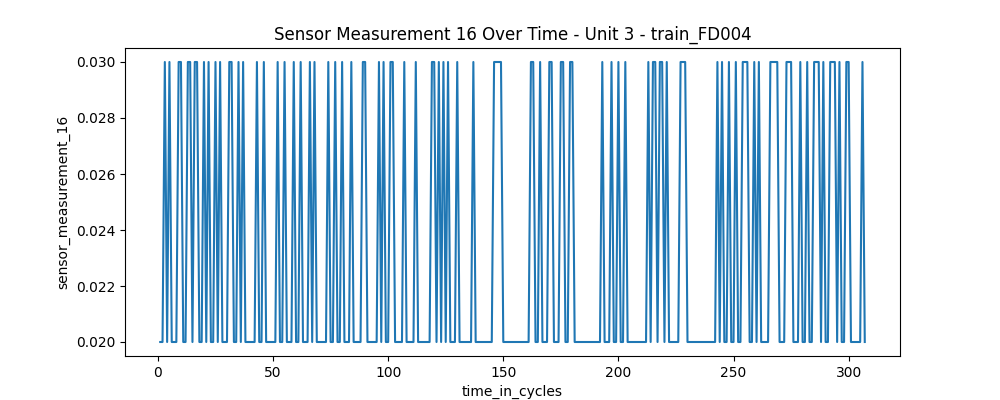 Sensor Measurement 16 Over Time - Unit 3 - train_FD004
sensor_measurement_16
0.030
0.028
0.026
0.024
0.022
0.020
0 50 100 150 200 250 300
time_in_cycles